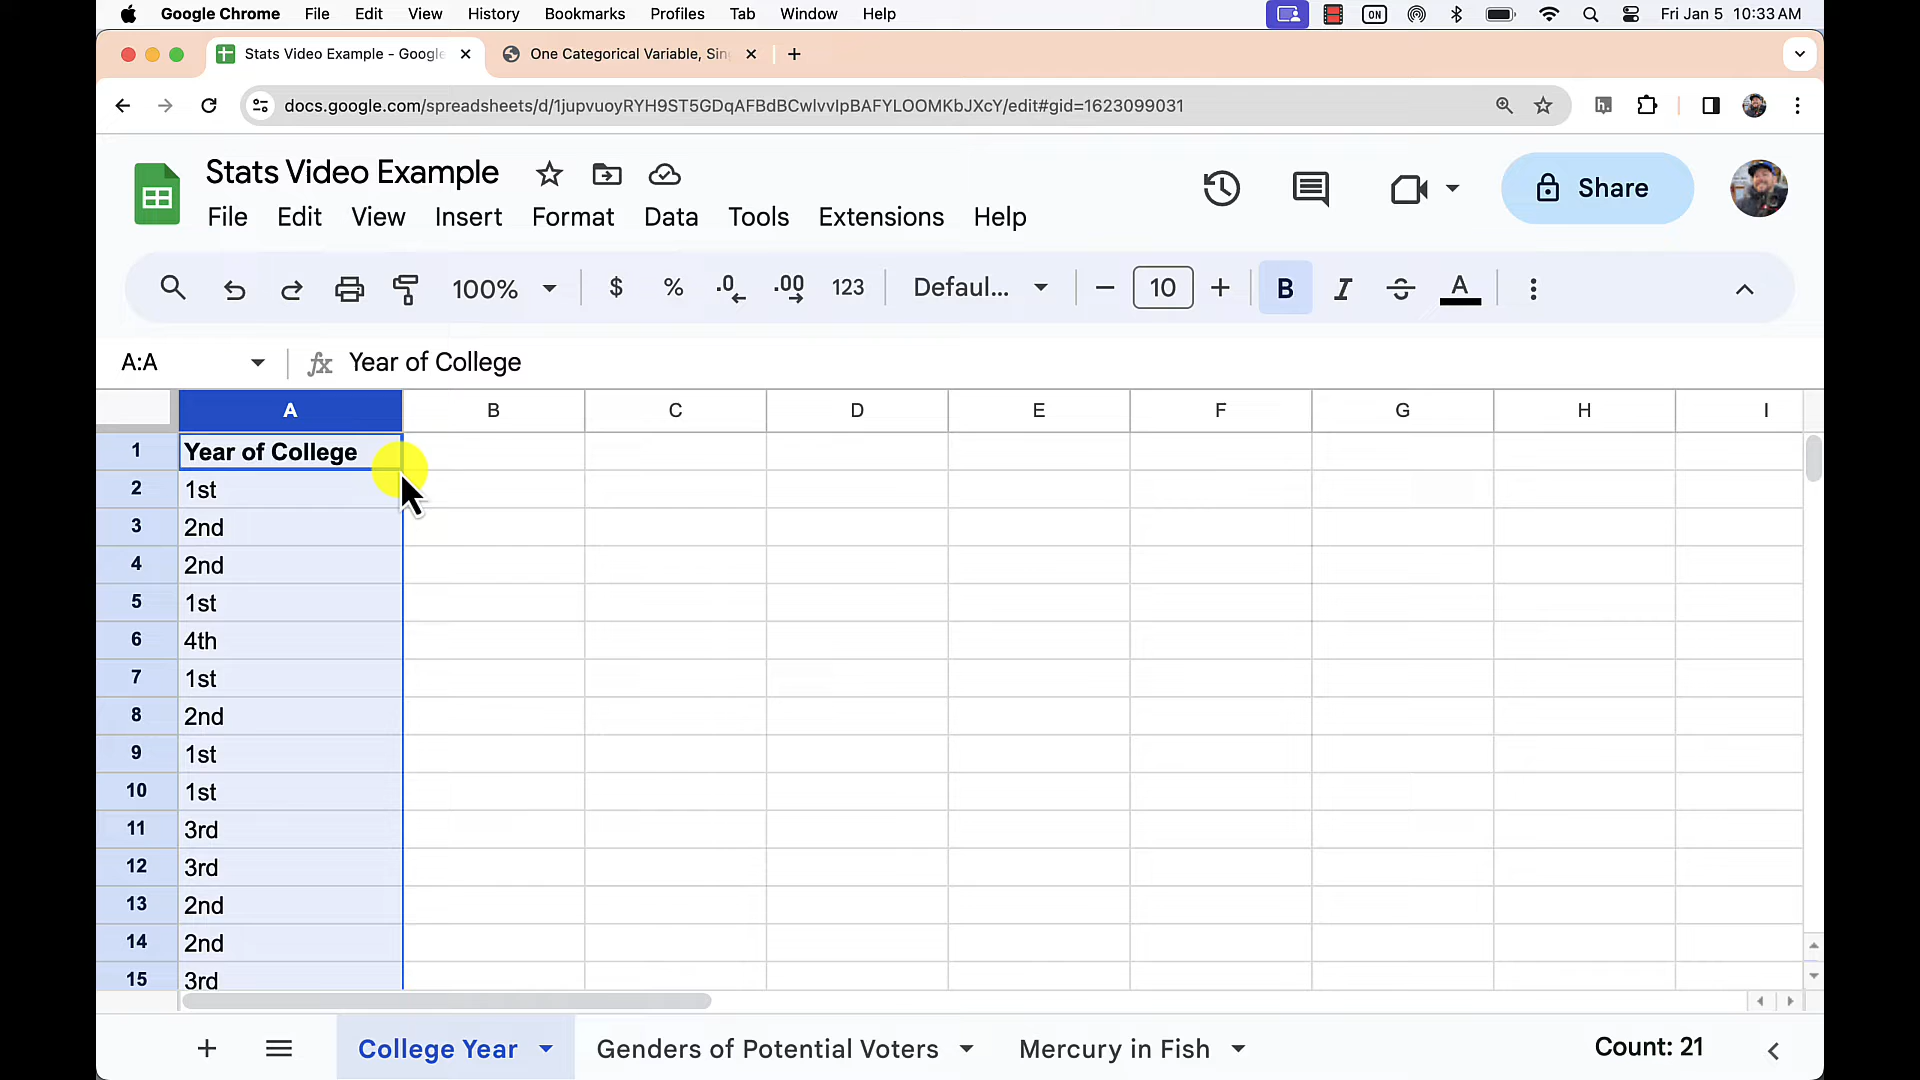 Google Chrome File Edit View History Bookmarks Profiles Tab Window Help ON Fri Jan 5 10:33 AM
Stats Video Example - Google One Categorical Variable, Sin
docs.google.com/spreadsheets/d/1jupvuoyRYH9ST5GDqAFBdBCwlvvlpBAFYLOOMKbJXcY/edit#gid=1623099031
Stats Video Example
Share
File Edit View Insert Format Data Tools Extensions Help
100% $ % .0 .00 123 Defaul... 10 B I S A
A:A fx Year of College
A B C D E F G H I
1 Year of College
2 1st
3 2nd
4 2nd
5 1st
6 4th
7 1st
8 2nd
9 1st
10 1st
11 3rd
12 3rd
13 2nd
14 2nd
15 3rd
College Year Genders of Potential Voters Mercury in Fish Count: 21